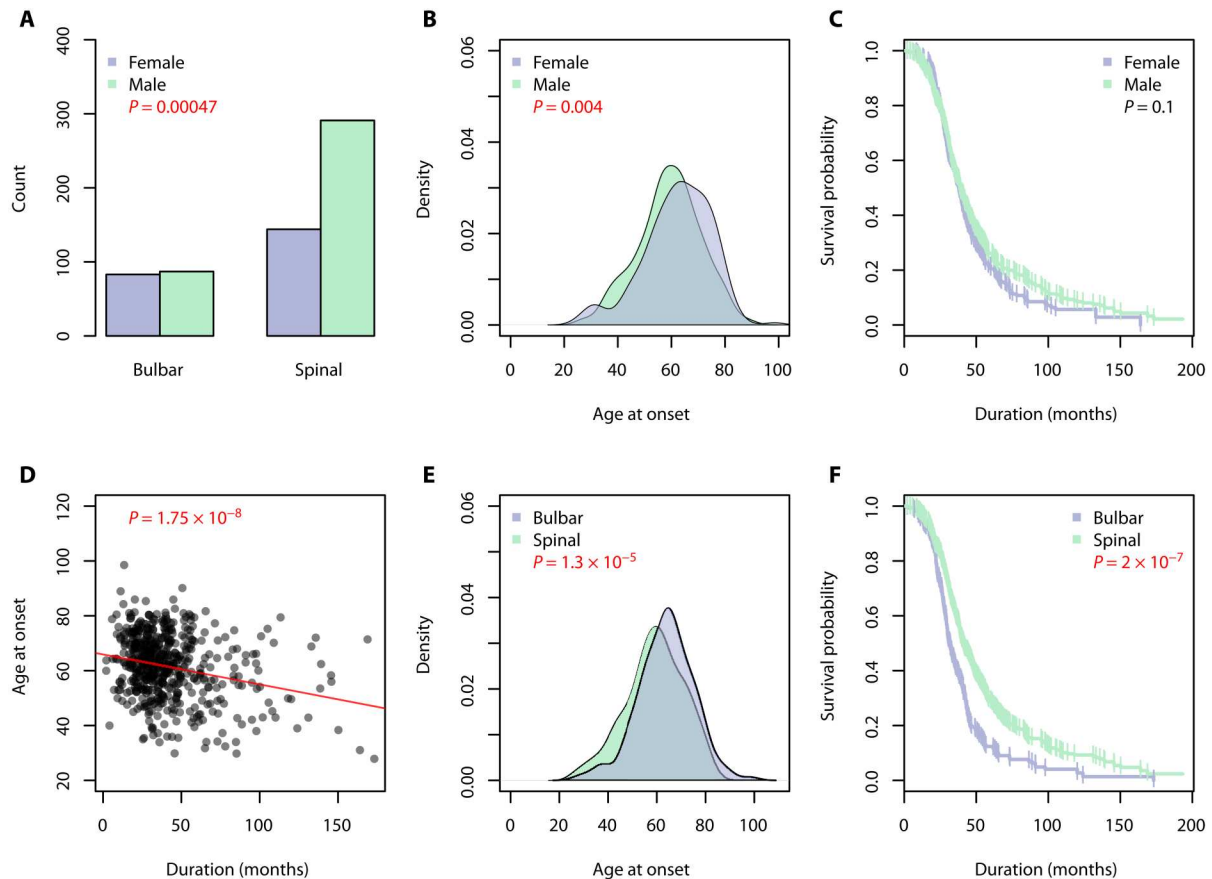 A
400
300
200
100
0
Count
Female
Male
P = 0.00047
Bulbar
Spinal
B
0.06
0.04
0.02
0.00
Density
Female
Male
P = 0.004
0
20
40
60
80
100
Age at onset
C
1.0
0.8
0.6
0.4
0.2
0.0
Survival probability
Female
Male
P = 0.1
0
50
100
150
200
Duration (months)
D
120
100
80
60
40
20
Age at onset
P = 1.75 × 10⁻⁸
0
50
100
150
Duration (months)
E
0.06
0.04
0.02
0.00
Density
Bulbar
Spinal
P = 1.3 × 10⁻⁵
0
20
40
60
80
100
Age at onset
F
1.0
0.8
0.6
0.4
0.2
0.0
Survival probability
Bulbar
Spinal
P = 2 × 10⁻⁷
0
50
100
150
200
Duration (months)